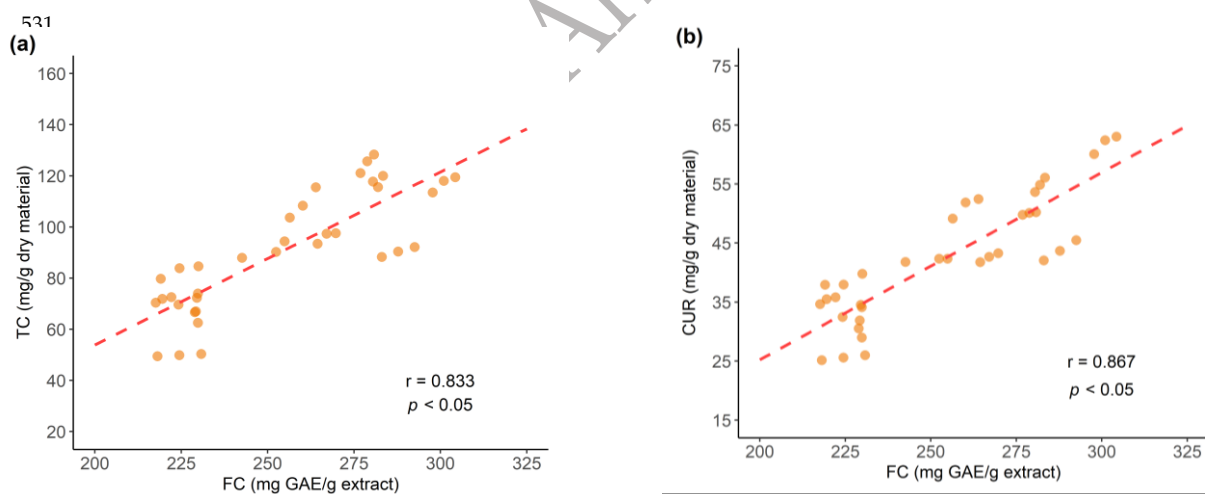 531
(a)
160
140
120
100
80
60
40
20
TC (mg/g dry material)
r = 0.833
p < 0.05
200 225 250 275 300 325
FC (mg GAE/g extract)
(b)
75
65
55
45
35
25
15
CUR (mg/g dry material)
r = 0.867
p < 0.05
200 225 250 275 300 325
FC (mg GAE/g extract)